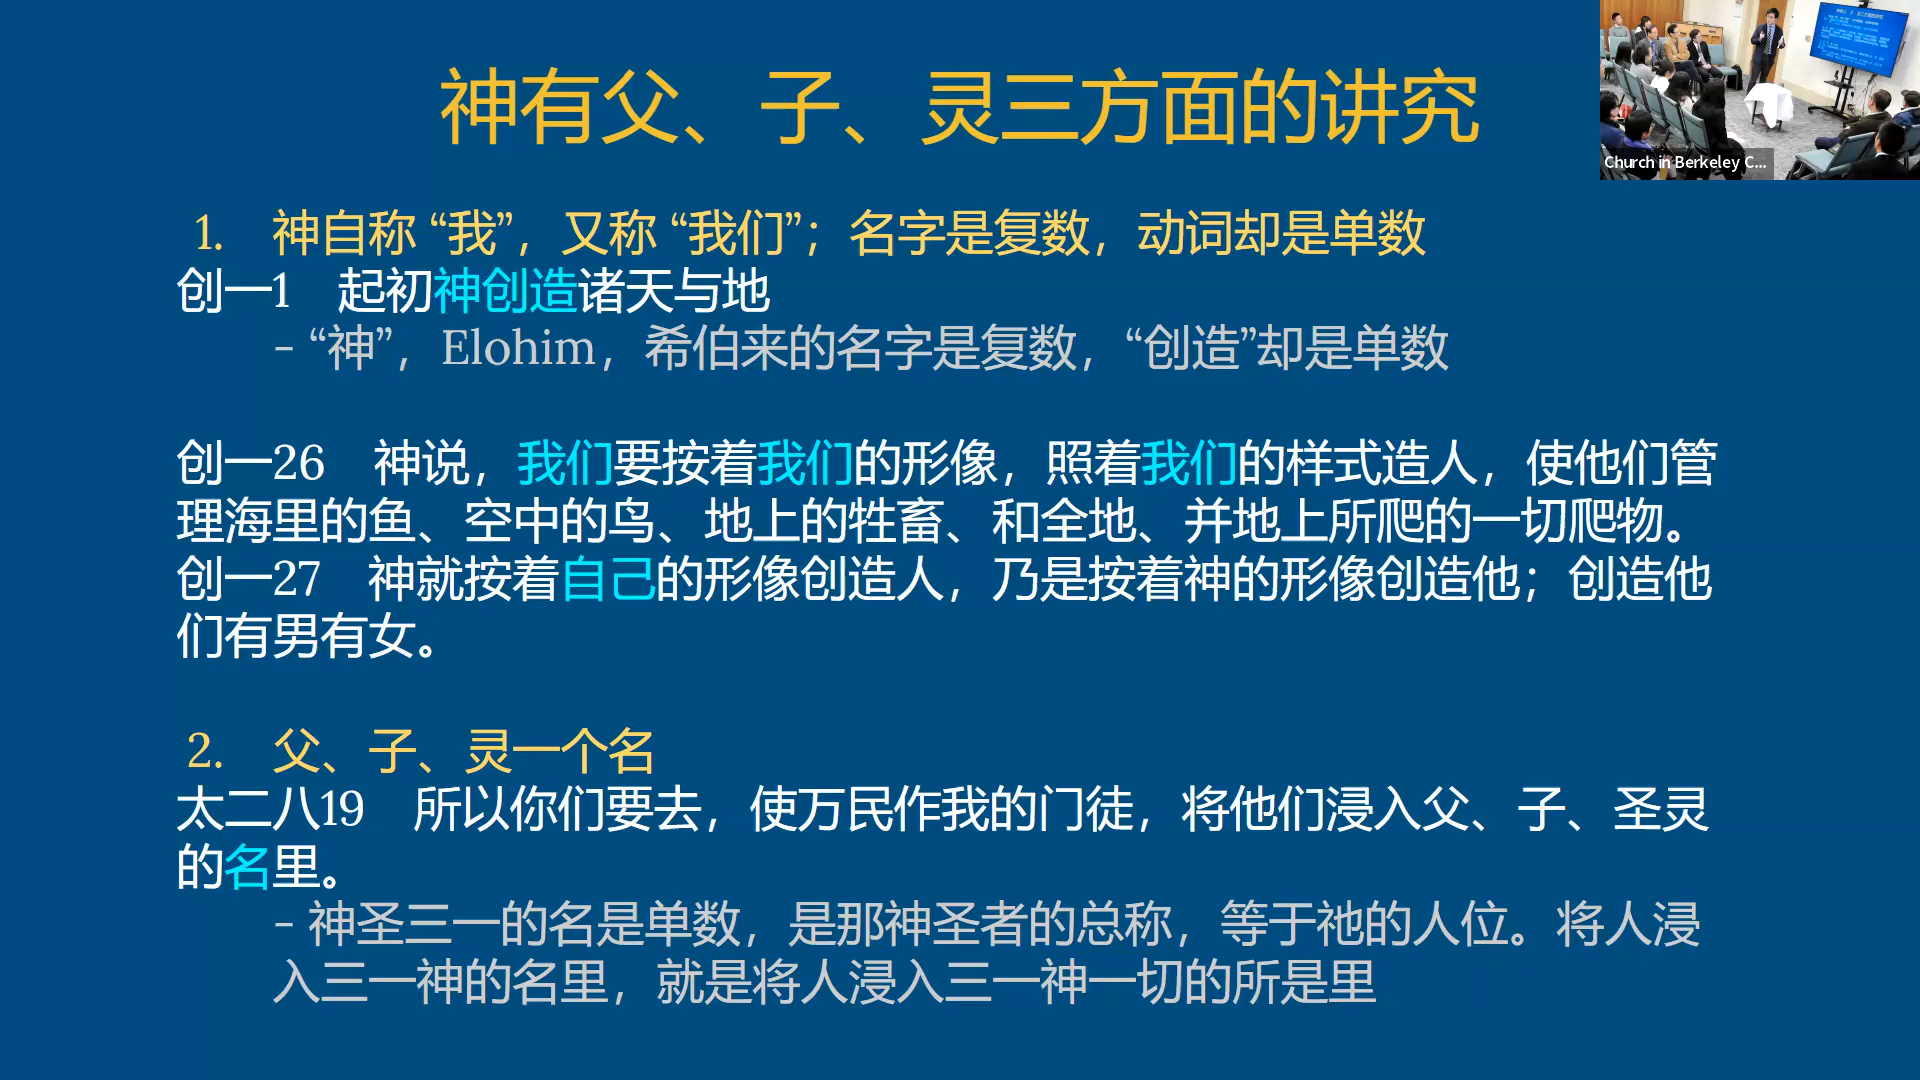 神有父、子、灵三方面的讲究
Church in Berkeley C...
1. 神自称 “我”，又称 “我们”；名字是复数，动词却是单数
创一1 起初神创造诸天与地
– “神”，Elohim，希伯来的名字是复数，“创造”却是单数
创一26 神说，我们要按着我们的形像，照着我们的样式造人，使他们管
理海里的鱼、空中的鸟、地上的牲畜、和全地、并地上所爬的一切爬物。
创一27 神就按着自己的形像创造人，乃是按着神的形像创造他；创造他
们有男有女。
2. 父、子、灵一个名
太二八19 所以你们要去，使万民作我的门徒，将他们浸入父、子、圣灵
的名里。
– 神圣三一的名是单数，是那神圣者的总称，等于祂的人位。将人浸
入三一神的名里，就是将人浸入三一神一切的所是里